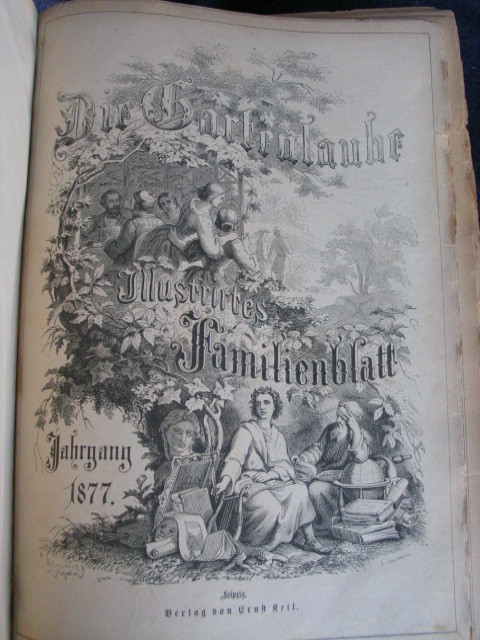 Die Gartenlaube
Illustrirtes
Familienblatt
Jahrgang
1877.
Leipzig.
Verlag von Ernst Keil.